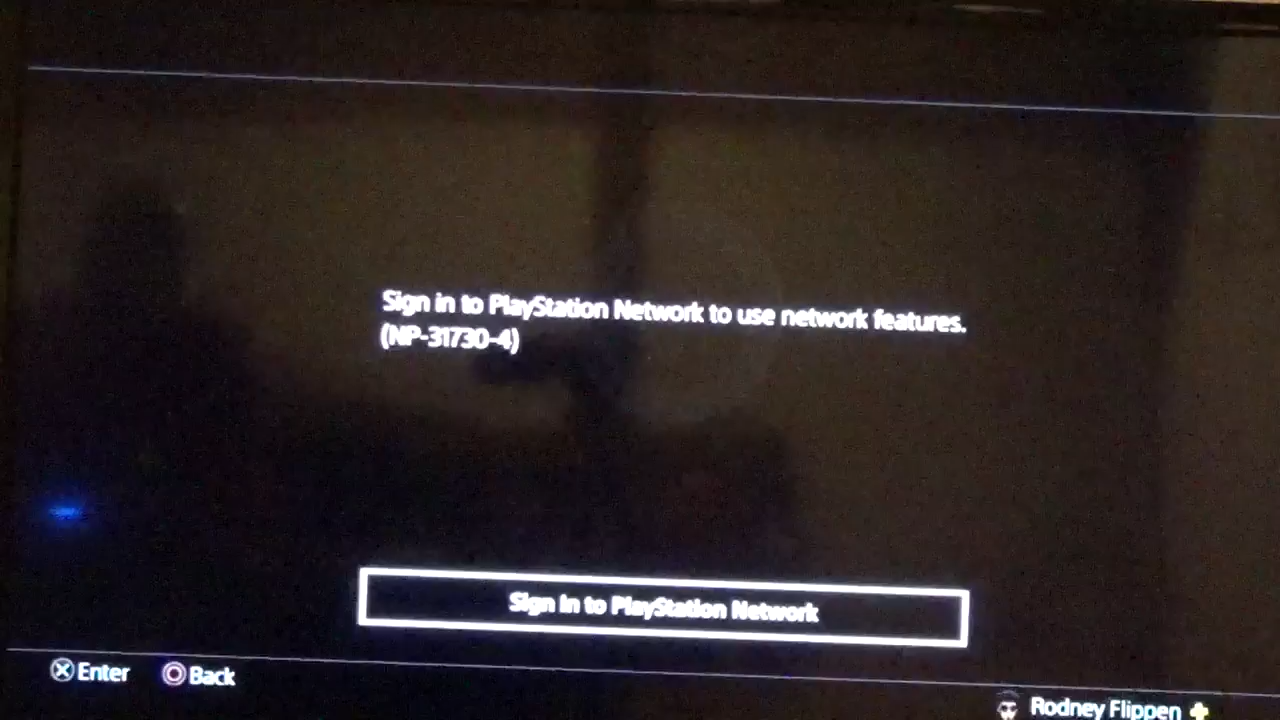 Sign in to PlayStation Network to use network features.
(NP-31730-4)
Sign In to PlayStation Network
Enter
Back
Rodney Flippen